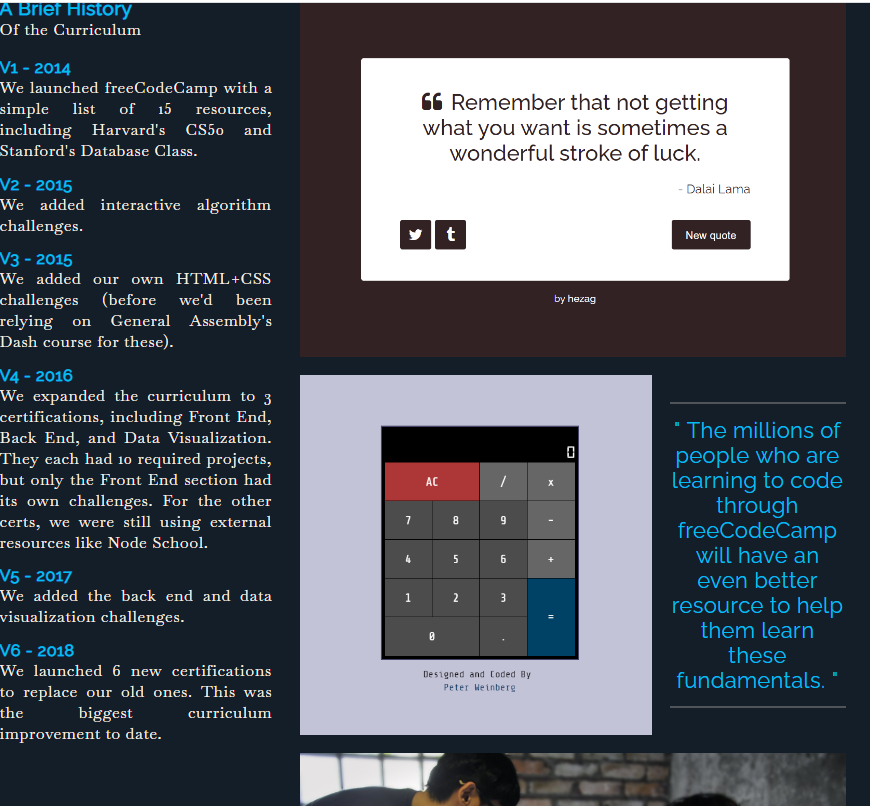 A Brief History
Of the Curriculum
V1 - 2014
We launched freeCodeCamp with a
simple list of 15 resources,
including Harvard's CS50 and
Stanford's Database Class.
V2 - 2015
We added interactive algorithm
challenges.
V3 - 2015
We added our own HTML+CSS
challenges (before we'd been
relying on General Assembly's
Dash course for these).
V4 - 2016
We expanded the curriculum to 3
certifications, including Front End,
Back End, and Data Visualization.
They each had 10 required projects,
but only the Front End section had
its own challenges. For the other
certs, we were still using external
resources like Node School.
V5 - 2017
We added the back end and data
visualization challenges.
V6 - 2018
We launched 6 new certifications
to replace our old ones. This was
the biggest curriculum
improvement to date.
“ Remember that not getting
what you want is sometimes a
wonderful stroke of luck.
- Dalai Lama
New quote
by hezag
0
AC / x
7 8 9 -
4 5 6 +
1 2 3
=
0 .
Designed and Coded By
Peter Weinberg
" The millions of
people who are
learning to code
through
freeCodeCamp
will have an
even better
resource to help
them learn
these
fundamentals. "